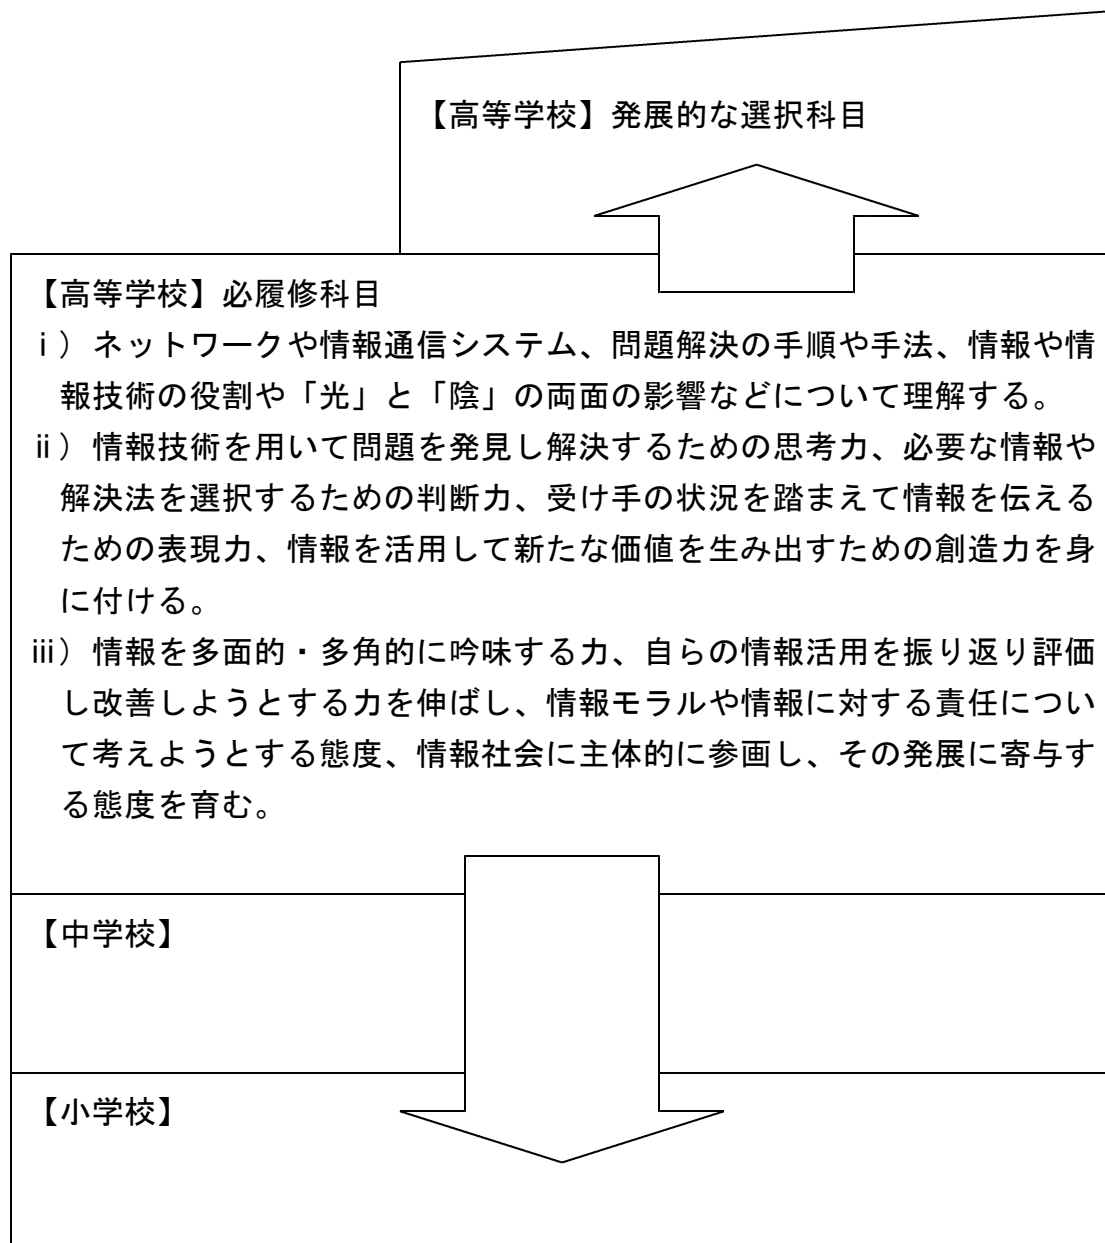 【高等学校】発展的な選択科目
【高等学校】必履修科目
ⅰ）ネットワークや情報通信システム、問題解決の手順や手法、情報や情
報技術の役割や「光」と「陰」の両面の影響などについて理解する。
ⅱ）情報技術を用いて問題を発見し解決するための思考力、必要な情報や
解決法を選択するための判断力、受け手の状況を踏まえて情報を伝える
ための表現力、情報を活用して新たな価値を生み出すための創造力を身
に付ける。
ⅲ）情報を多面的・多角的に吟味する力、自らの情報活用を振り返り評価
し改善しようとする力を伸ばし、情報モラルや情報に対する責任につい
て考えようとする態度、情報社会に主体的に参画し、その発展に寄与す
る態度を育む。
【中学校】
【小学校】